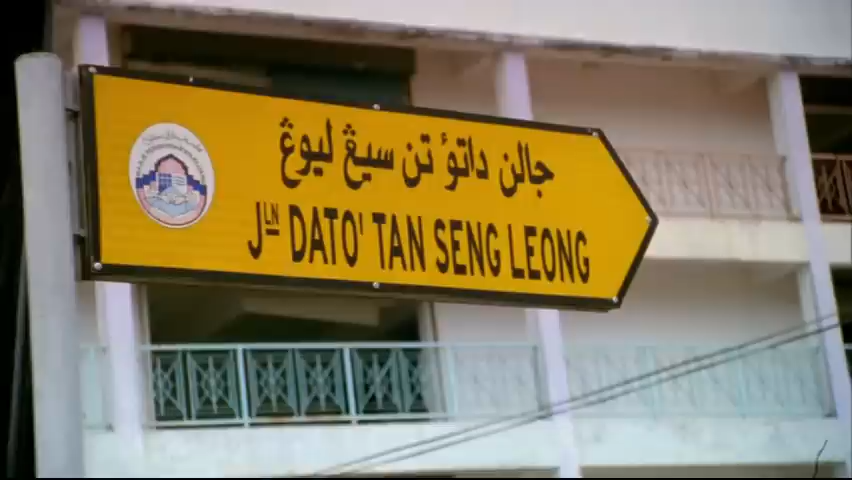 جالن داتوء تن سيڠ ليوڠ
JLN DATO' TAN SENG LEONG